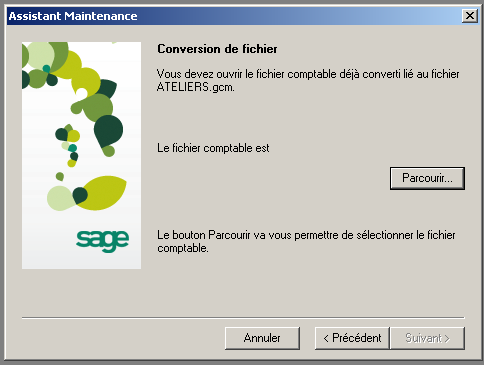 Assistant Maintenance
Conversion de fichier
Vous devez ouvrir le fichier comptable déjà converti lié au fichier
ATELIERS.gcm.
Le fichier comptable est
Parcourir...
Le bouton Parcourir va vous permettre de sélectionner le fichier
comptable.
sage
Annuler
< Précédent
Suivant >